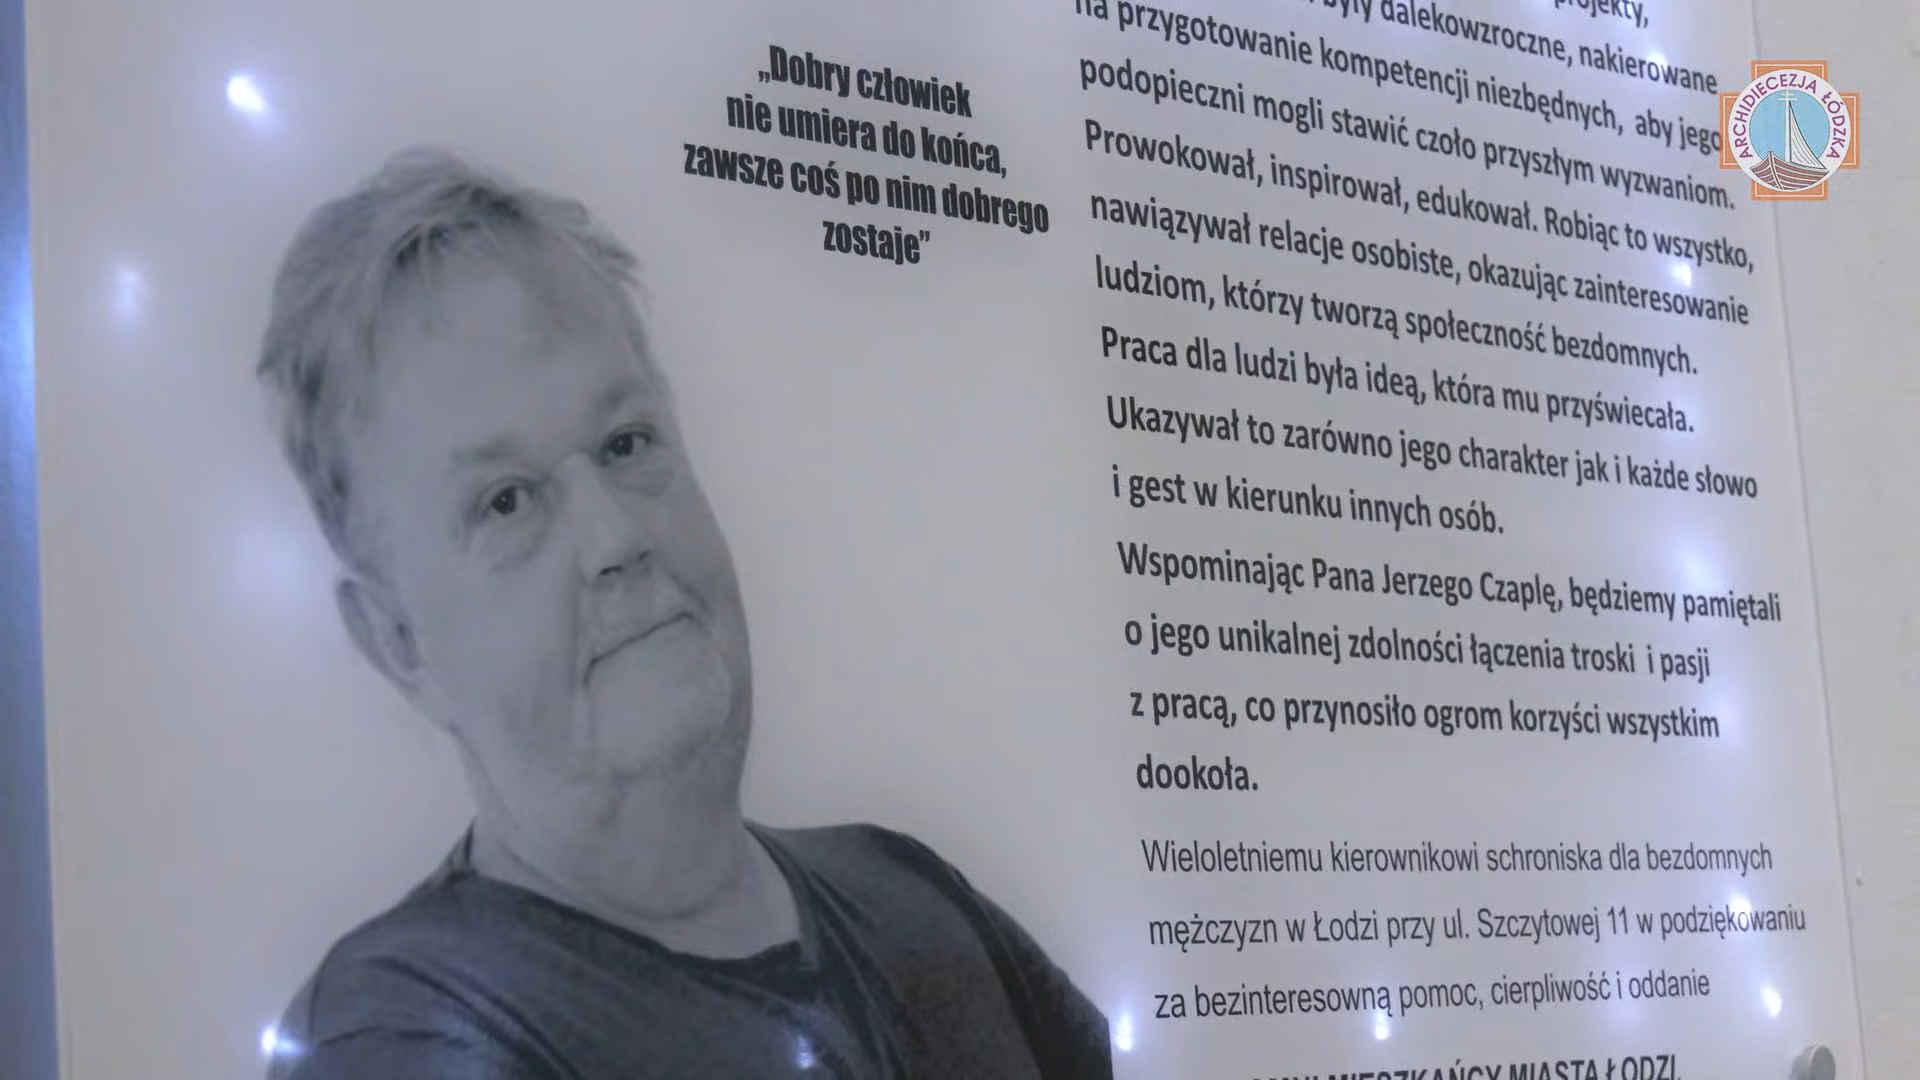 „Dobry człowiek
nie umiera do końca,
zawsze coś po nim dobrego
zostaje”
były dalekowzroczne, nakierowane
na przygotowanie kompetencji niezbędnych, aby jego
podopieczni mogli stawić czoło przyszłym wyzwaniom.
Prowokował, inspirował, edukował. Robiąc to wszystko,
nawiązywał relacje osobiste, okazując zainteresowanie
ludziom, którzy tworzą społeczność bezdomnych.
Praca dla ludzi była ideą, która mu przyświecała.
Ukazywał to zarówno jego charakter jak i każde słowo
i gest w kierunku innych osób.
Wspominając Pana Jerzego Czaplę, będziemy pamiętali
o jego unikalnej zdolności łączenia troski i pasji
z pracą, co przynosiło ogrom korzyści wszystkim
dookoła.
Wieloletniemu kierownikowi schroniska dla bezdomnych
mężczyzn w Łodzi przy ul. Szczytowej 11 w podziękowaniu
za bezinteresowną pomoc, cierpliwość i oddanie
MIESZKAŃCY MIASTA ŁODZI.
ARCHIDIECEZJA ŁÓDZKA